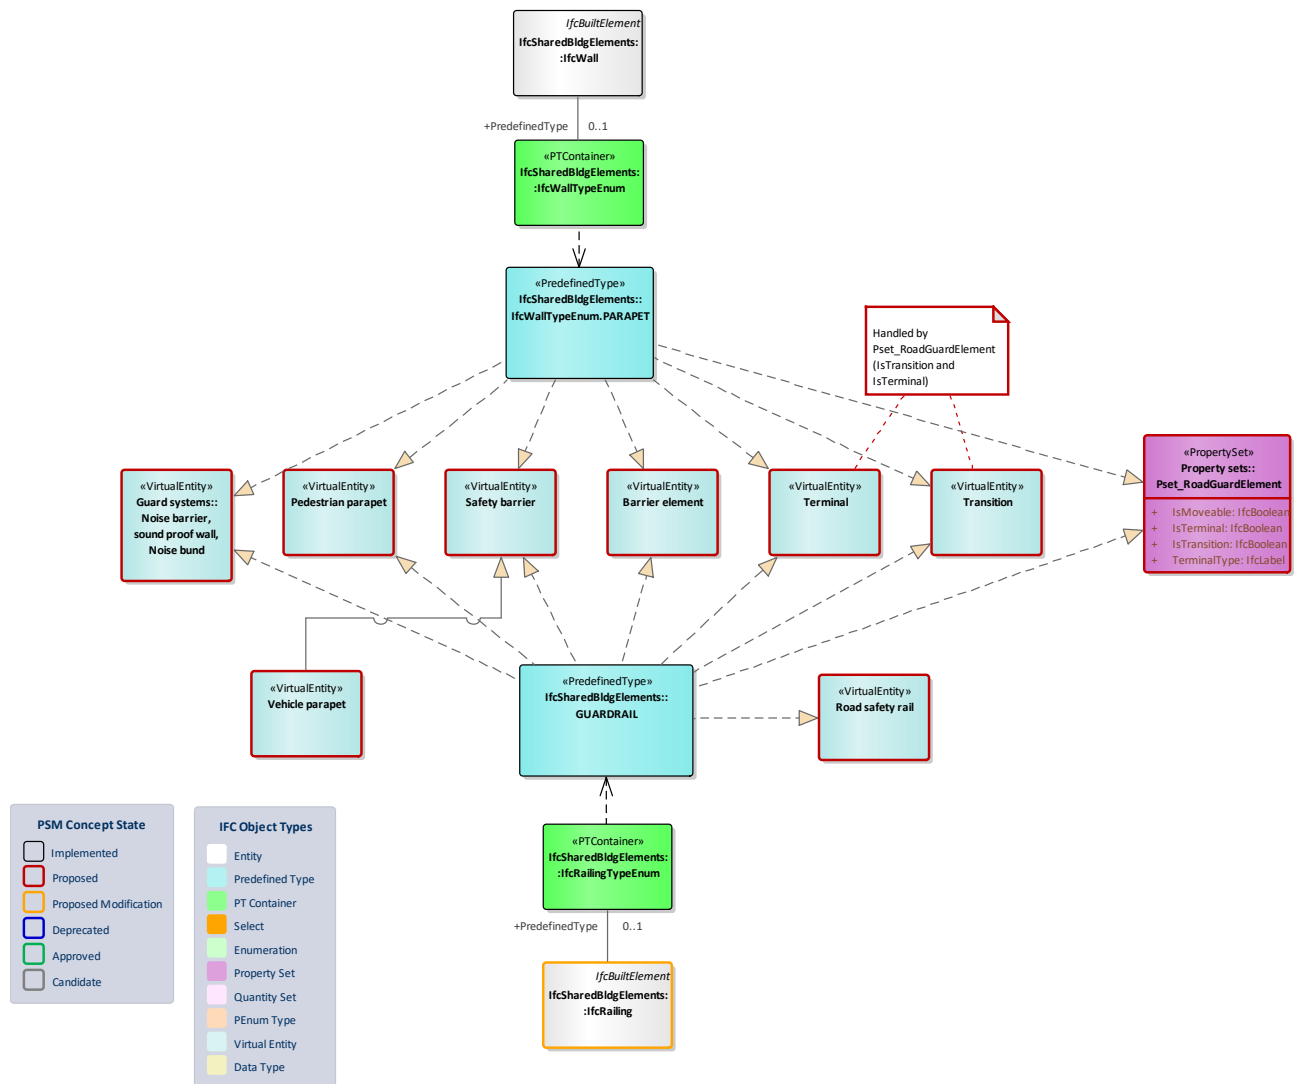 IfcBuiltElement
IfcSharedBldgElements:
:IfcWall
+PredefinedType
0..1
«PTContainer»
IfcSharedBldgElements:
:IfcWallTypeEnum
«PredefinedType»
IfcSharedBldgElements::
IfcWallTypeEnum.PARAPET
Handled by
Pset_RoadGuardElement
(IsTransition and
IsTerminal)
«VirtualEntity»
Guard systems::
Noise barrier,
sound proof wall,
Noise bund
«VirtualEntity»
Pedestrian parapet
«VirtualEntity»
Safety barrier
«VirtualEntity»
Barrier element
«VirtualEntity»
Terminal
«VirtualEntity»
Transition
«PropertySet»
Property sets::
Pset_RoadGuardElement
+ IsMoveable: IfcBoolean
+ IsTerminal: IfcBoolean
+ IsTransition: IfcBoolean
+ TerminalType: IfcLabel
«VirtualEntity»
Vehicle parapet
«PredefinedType»
IfcSharedBldgElements::
GUARDRAIL
«VirtualEntity»
Road safety rail
«PTContainer»
IfcSharedBldgElements:
:IfcRailingTypeEnum
+PredefinedType
0..1
IfcBuiltElement
IfcSharedBldgElements:
:IfcRailing
PSM Concept State
Implemented
Proposed
Proposed Modification
Deprecated
Approved
Candidate
IFC Object Types
Entity
Predefined Type
PT Container
Select
Enumeration
Property Set
Quantity Set
PEnum Type
Virtual Entity
Data Type